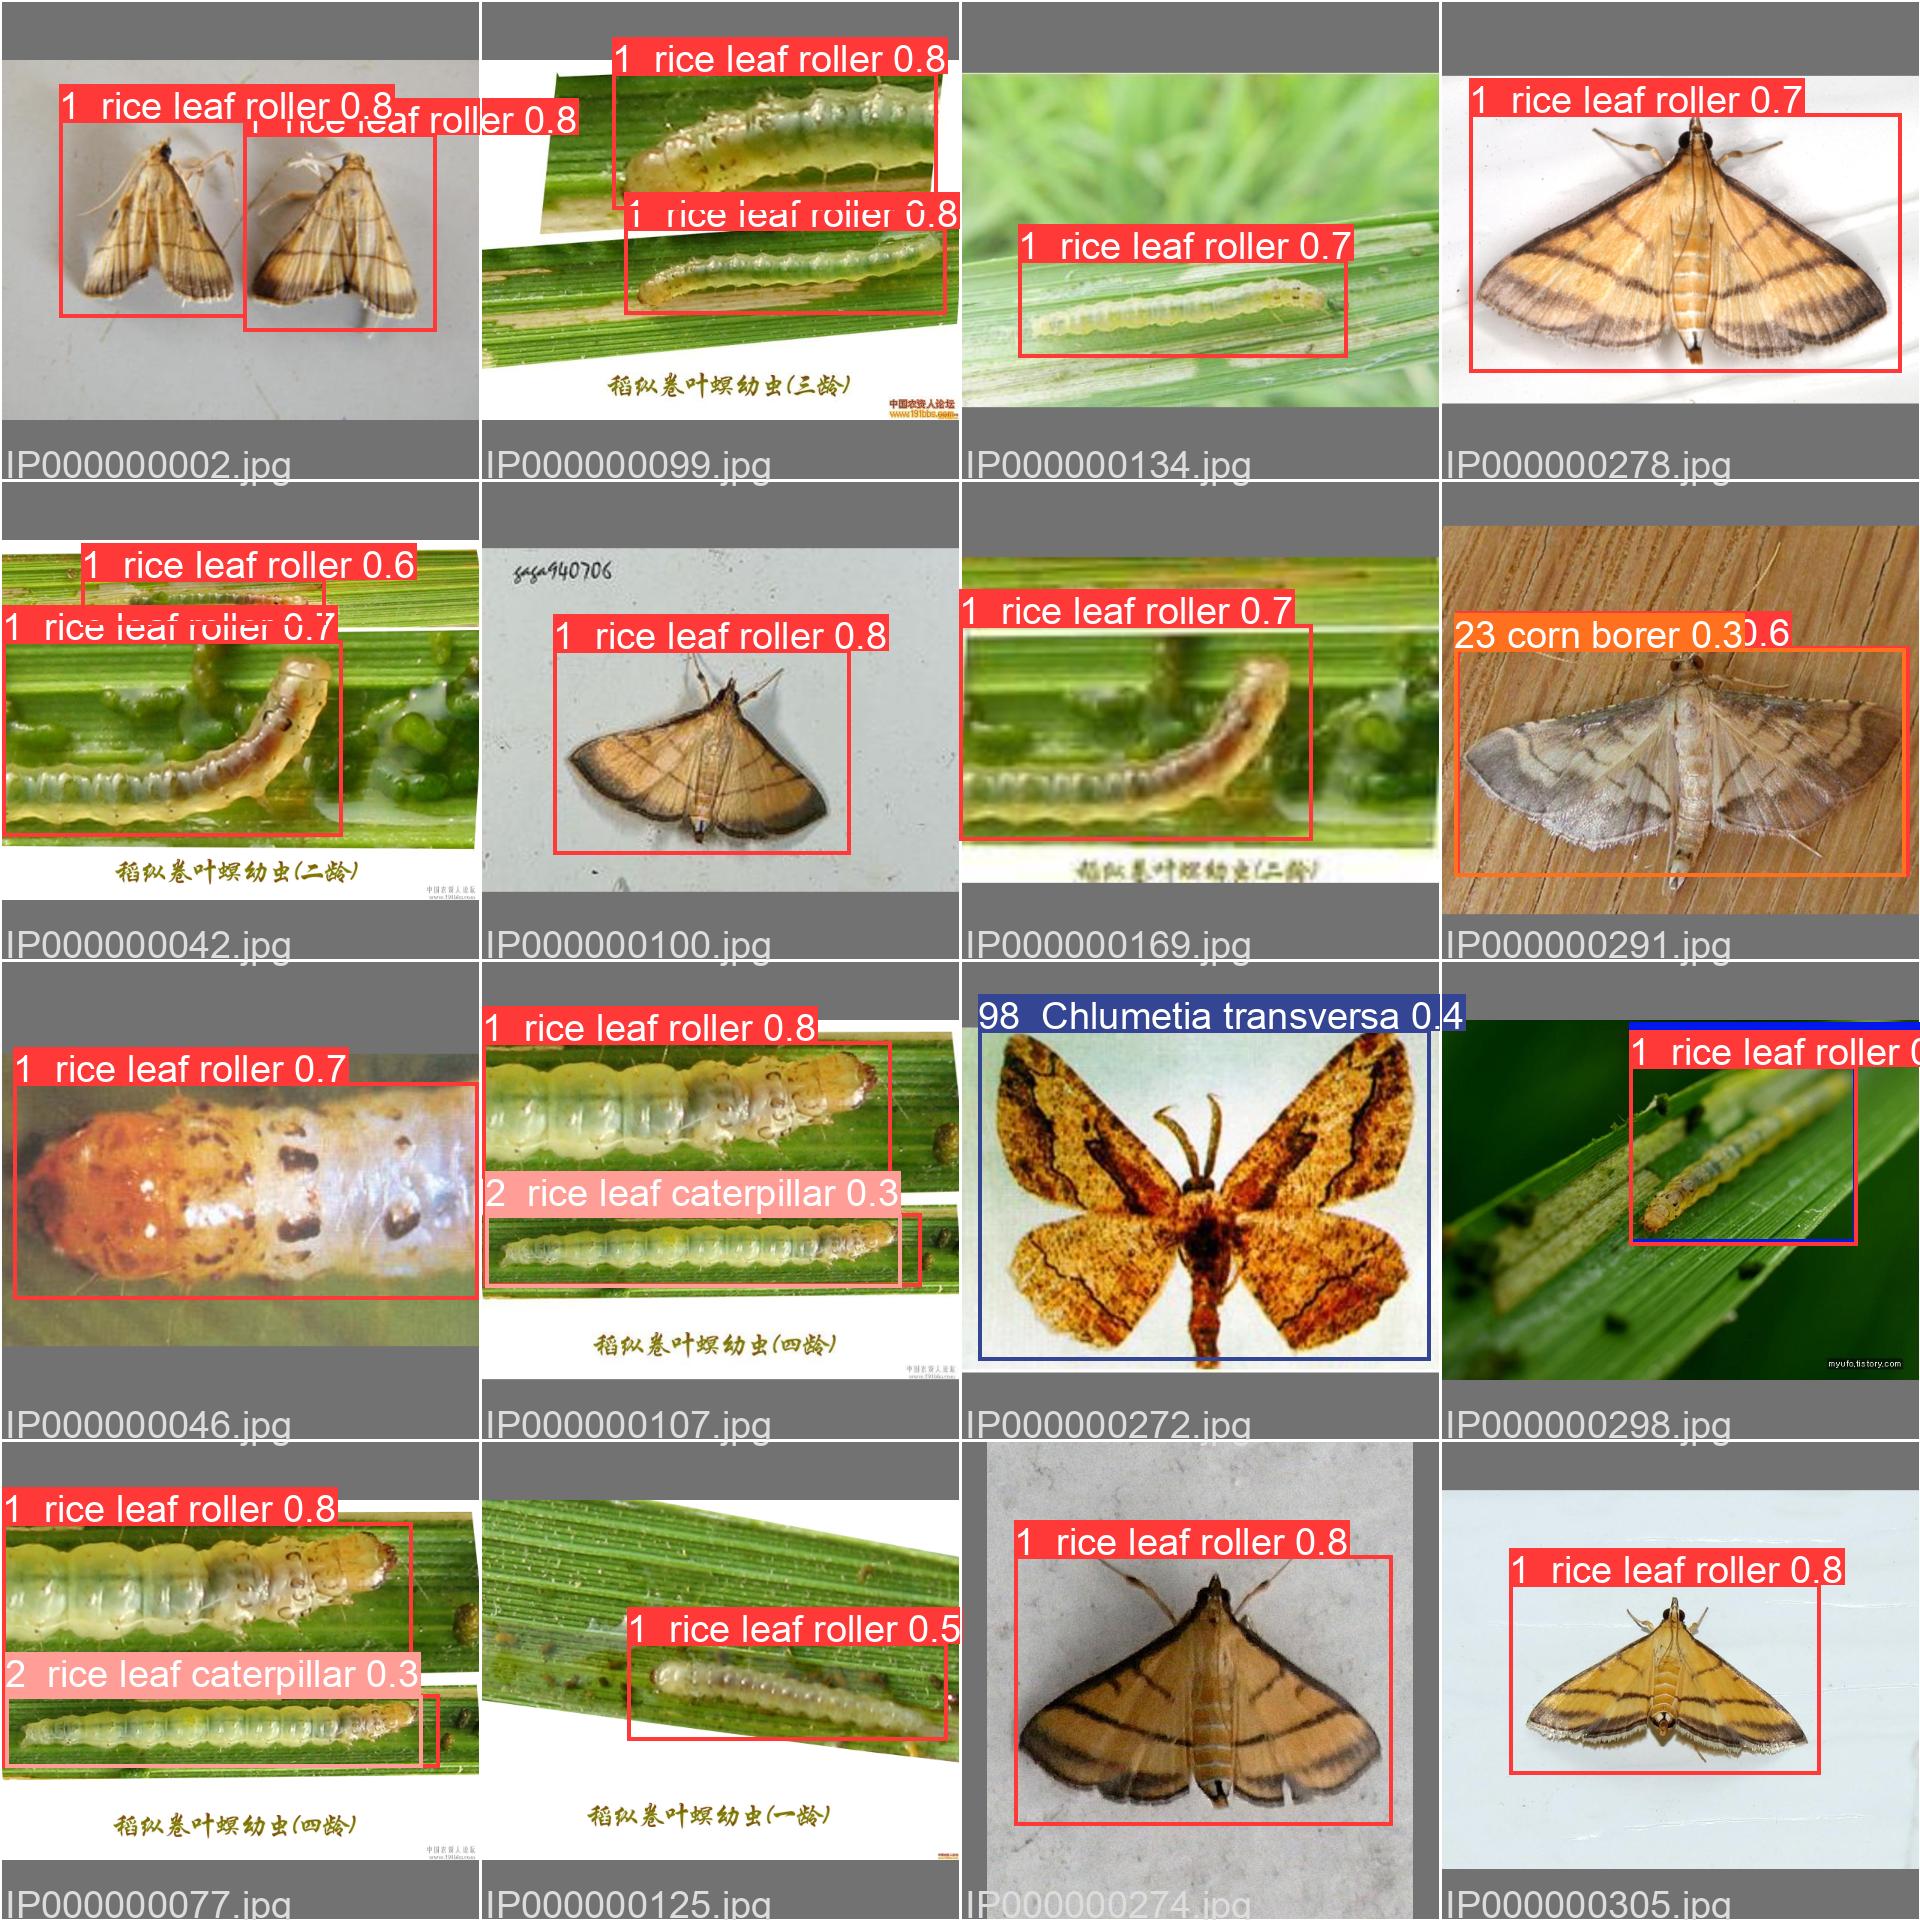 1 rice leaf roller 0.8
1 rice leaf roller 0.8
IP000000002.jpg
1 rice leaf roller 0.8
1 rice leaf roller 0.8
稻纵卷叶螟幼虫(三龄)
中国农资人论坛
www.191bbs.com
IP000000099.jpg
1 rice leaf roller 0.7
IP000000134.jpg
1 rice leaf roller 0.7
IP000000278.jpg
1 rice leaf roller 0.6
1 rice leaf roller 0.7
稻纵卷叶螟幼虫(二龄)
中国农资人论坛
www.191bbs.com
IP000000042.jpg
gaga940706
1 rice leaf roller 0.8
IP000000100.jpg
1 rice leaf roller 0.7
稻纵卷叶螟幼虫(二龄)
IP000000169.jpg
23 corn borer 0.3
0.6
IP000000291.jpg
1 rice leaf roller 0.7
IP000000046.jpg
1 rice leaf roller 0.8
2 rice leaf caterpillar 0.3
稻纵卷叶螟幼虫(四龄)
中国农资人论坛
www.191bbs.com
IP000000107.jpg
98 Chlumetia transversa 0.4
IP000000272.jpg
1 rice leaf roller
myufo.tistory.com
IP000000298.jpg
1 rice leaf roller 0.8
2 rice leaf caterpillar 0.3
稻纵卷叶螟幼虫(四龄)
中国农资人论坛
www.191bbs.com
IP000000077.jpg
1 rice leaf roller 0.5
稻纵卷叶螟幼虫(一龄)
IP000000125.jpg
1 rice leaf roller 0.8
IP000000274.jpg
1 rice leaf roller 0.8
IP000000305.jpg